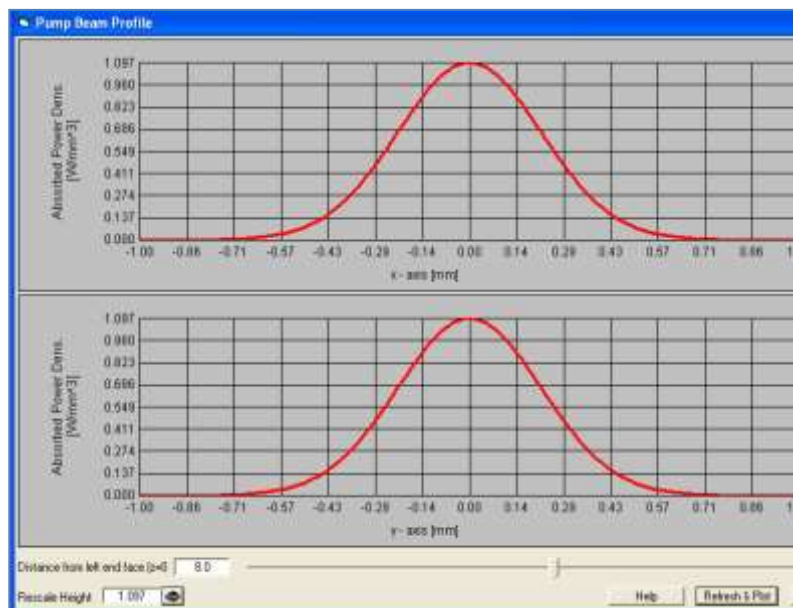 Pump Beam Profile
Absorbed Power Dens.
[W/mm^3]
1.097
0.960
0.823
0.686
0.549
0.411
0.274
0.137
0.000
-1.00 -0.86 -0.71 -0.57 -0.43 -0.29 -0.14 0.00 0.14 0.29 0.43 0.57 0.71 0.86
x - axis [mm]
Absorbed Power Dens.
[W/mm^3]
1.097
0.960
0.823
0.686
0.549
0.411
0.274
0.137
0.000
-1.00 -0.86 -0.71 -0.57 -0.43 -0.29 -0.14 0.00 0.14 0.29 0.43 0.57 0.71 0.86
y - axis [mm]
Distance from left end face (z=0 8.0
Rescale Height 1.097 Help Refresh & Plot